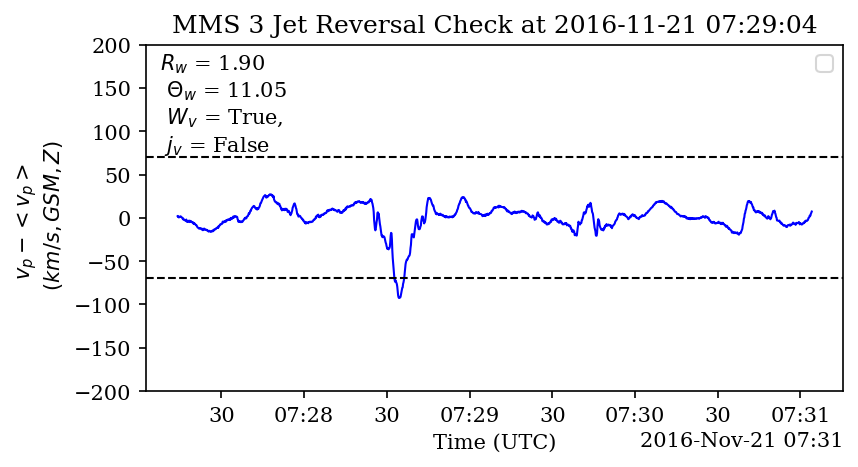 MMS 3 Jet Reversal Check at 2016-11-21 07:29:04
200
150
100
50
0
−50
−100
−150
−200
v_p − < v_p >
(km/s, GSM, Z)
R_w = 1.90
Θ_w = 11.05
W_v = True,
j_v = False
30 07:28 30 07:29 30 07:30 30 07:31
Time (UTC)
2016-Nov-21 07:31